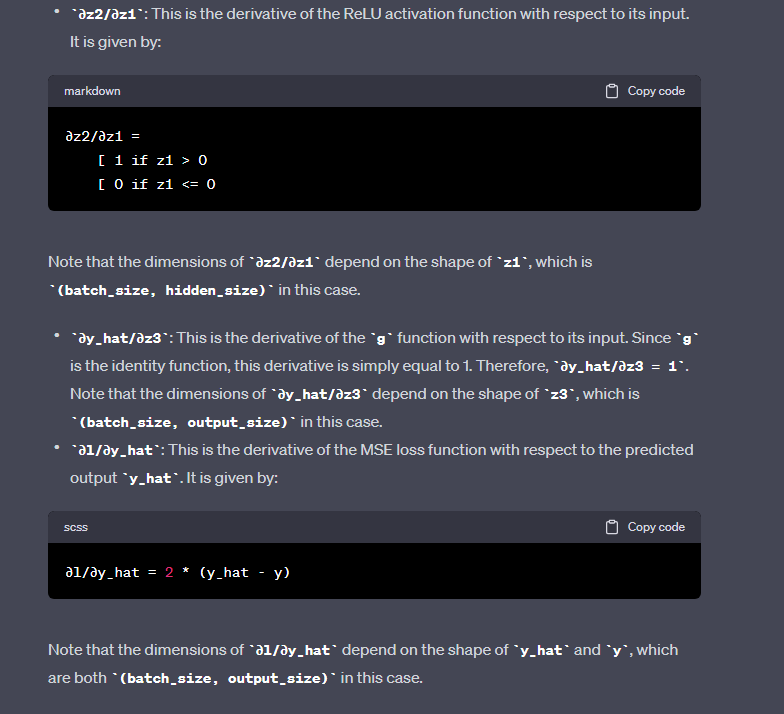 • `∂z2/∂z1`: This is the derivative of the ReLU activation function with respect to its input.
It is given by:
markdown Copy code
∂z2/∂z1 =
[ 1 if z1 > 0
[ 0 if z1 <= 0
Note that the dimensions of `∂z2/∂z1` depend on the shape of `z1`, which is
`(batch_size, hidden_size)` in this case.
• `∂y_hat/∂z3`: This is the derivative of the `g` function with respect to its input. Since `g`
is the identity function, this derivative is simply equal to 1. Therefore, `∂y_hat/∂z3 = 1`.
Note that the dimensions of `∂y_hat/∂z3` depend on the shape of `z3`, which is
`(batch_size, output_size)` in this case.
• `∂l/∂y_hat`: This is the derivative of the MSE loss function with respect to the predicted
output `y_hat`. It is given by:
scss Copy code
∂l/∂y_hat = 2 * (y_hat - y)
Note that the dimensions of `∂l/∂y_hat` depend on the shape of `y_hat` and `y`, which
are both `(batch_size, output_size)` in this case.